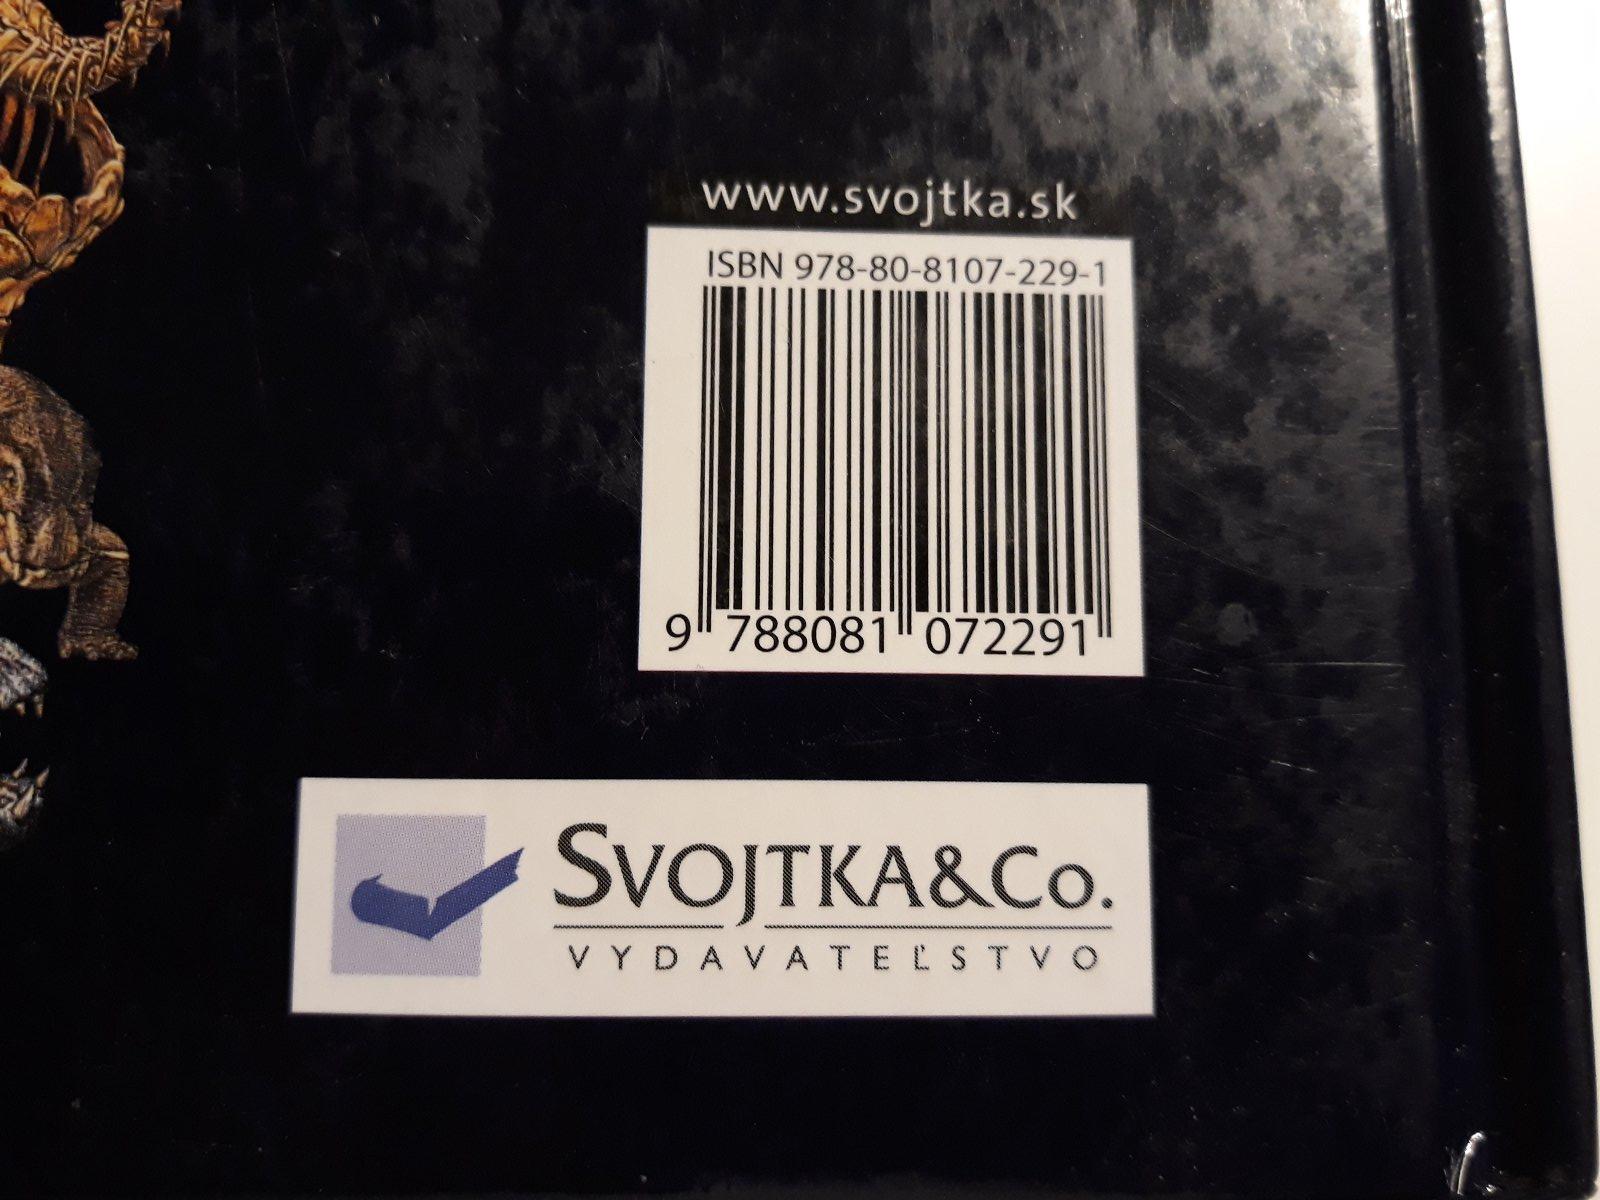 www.svojtka.sk
ISBN 978-80-8107-229-1
9 788081 072291
SVOJTKA&CO.
VYDAVATEĽSTVO